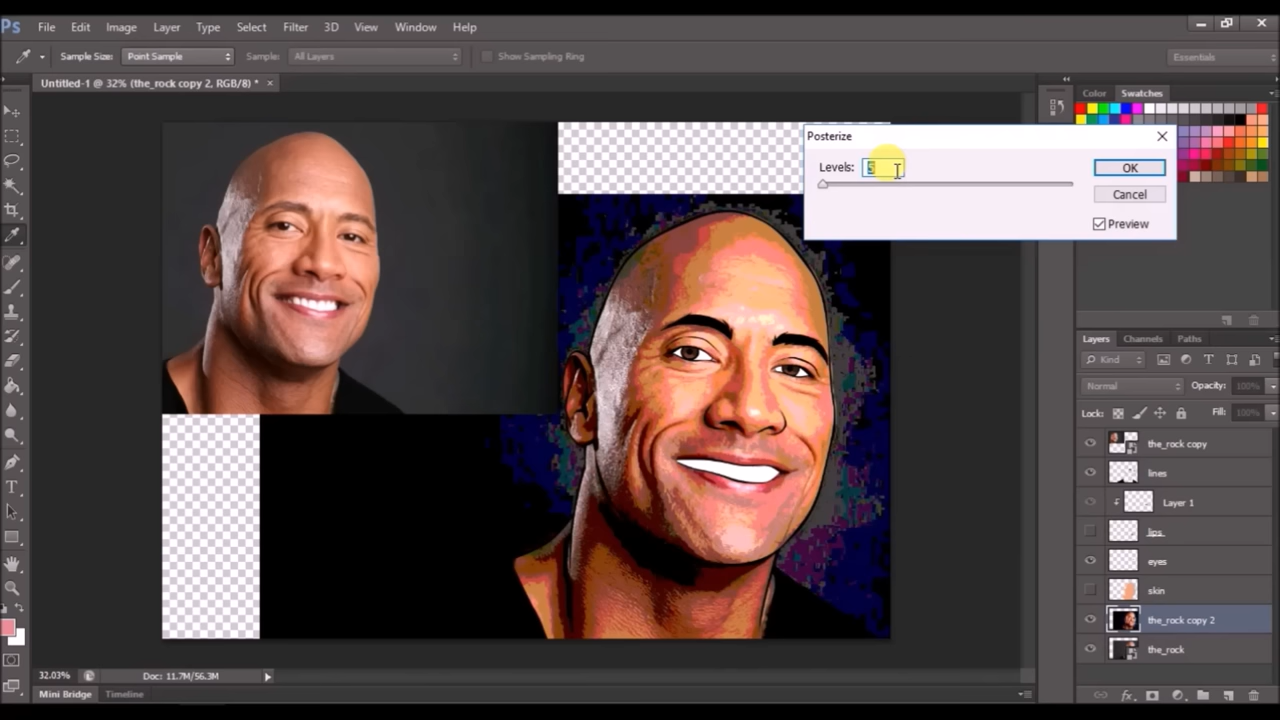 Ps File Edit Image Layer Type Select Filter 3D View Window Help
Sample Size: Point Sample Sample: All Layers Show Sampling Ring Essentials
Untitled-1 @ 32% (the_rock copy 2, RGB/8) * ×
Color Swatches
Posterize
Levels: 5
OK
Cancel
Preview
Layers Channels Paths
Kind T
Normal Opacity: 100%
Lock: Fill: 100%
the_rock copy
lines
Layer 1
lips
eyes
skin
the_rock copy 2
the_rock
32.03% Doc: 11.7M/56.3M
Mini Bridge Timeline
fx